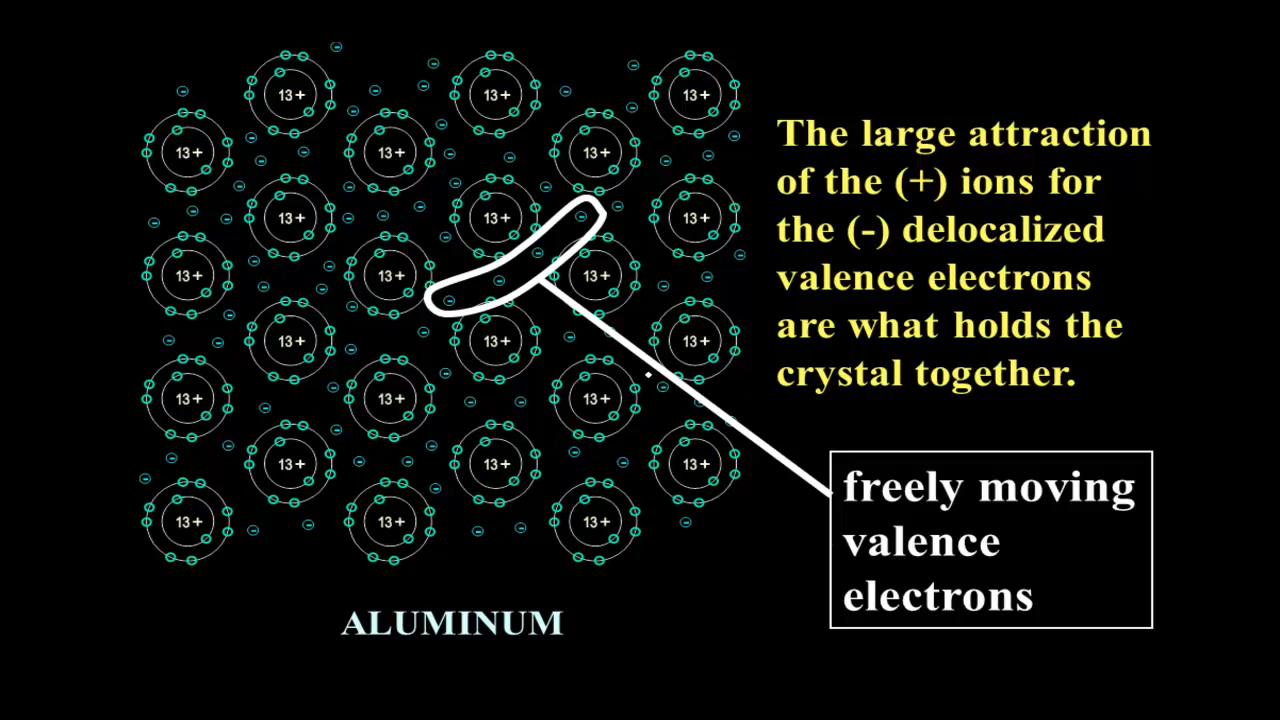 13+ 13+ 13+
13+ 13+ 13+
13+ 13+ 13+
13+ 13+ 13+
13+ 13+ 13+
13+ 13+ 13+
13+ 13+ 13+
13+ 13+ 13+
The large attraction
of the (+) ions for
the (-) delocalized
valence electrons
are what holds the
crystal together.
freely moving
valence
electrons
ALUMINUM